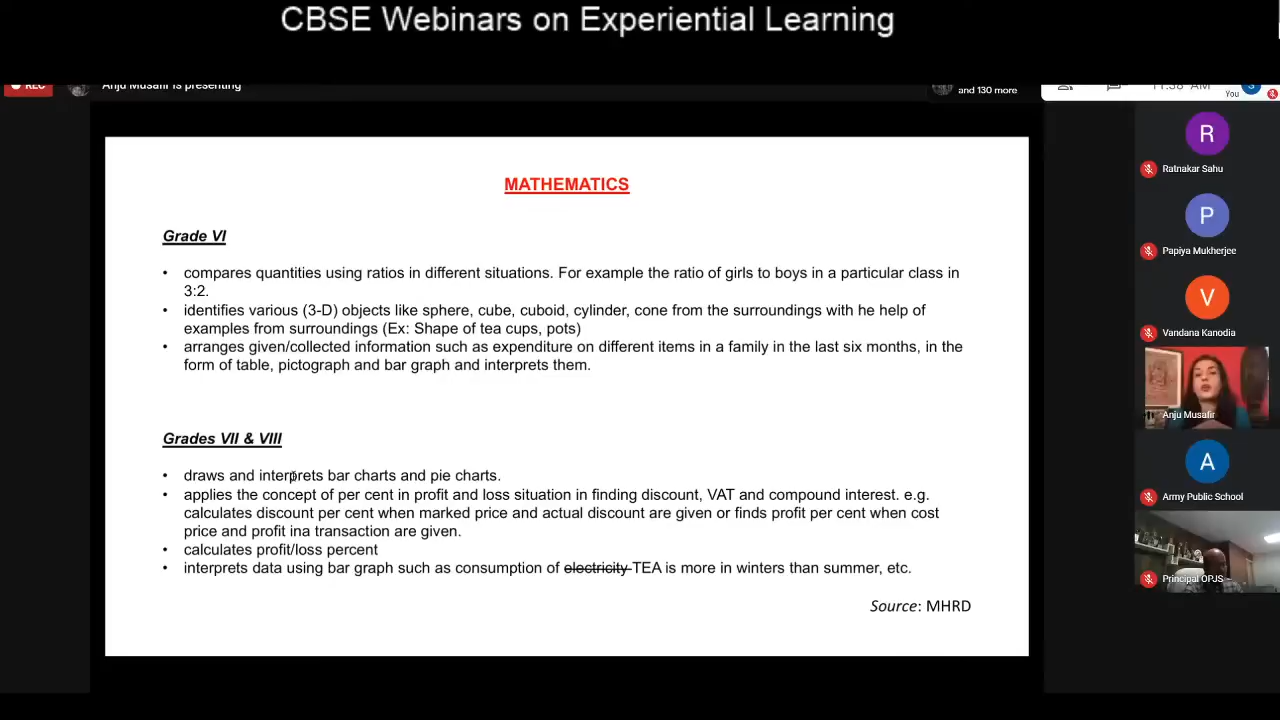 CBSE Webinars on Experiential Learning
REC
Anju Musafir is presenting
and 130 more
11:38 AM
You
MATHEMATICS
Grade VI
• compares quantities using ratios in different situations. For example the ratio of girls to boys in a particular class in
3:2.
• identifies various (3-D) objects like sphere, cube, cuboid, cylinder, cone from the surroundings with he help of
examples from surroundings (Ex: Shape of tea cups, pots)
• arranges given/collected information such as expenditure on different items in a family in the last six months, in the
form of table, pictograph and bar graph and interprets them.
Grades VII & VIII
• draws and interprets bar charts and pie charts.
• applies the concept of per cent in profit and loss situation in finding discount, VAT and compound interest. e.g.
calculates discount per cent when marked price and actual discount are given or finds profit per cent when cost
price and profit ina transaction are given.
• calculates profit/loss percent
• interprets data using bar graph such as consumption of electricity TEA is more in winters than summer, etc.
Source: MHRD
R
Ratnakar Sahu
P
Papiya Mukherjee
V
Vandana Kanodia
Anju Musafir
A
Army Public School
Principal OPJS